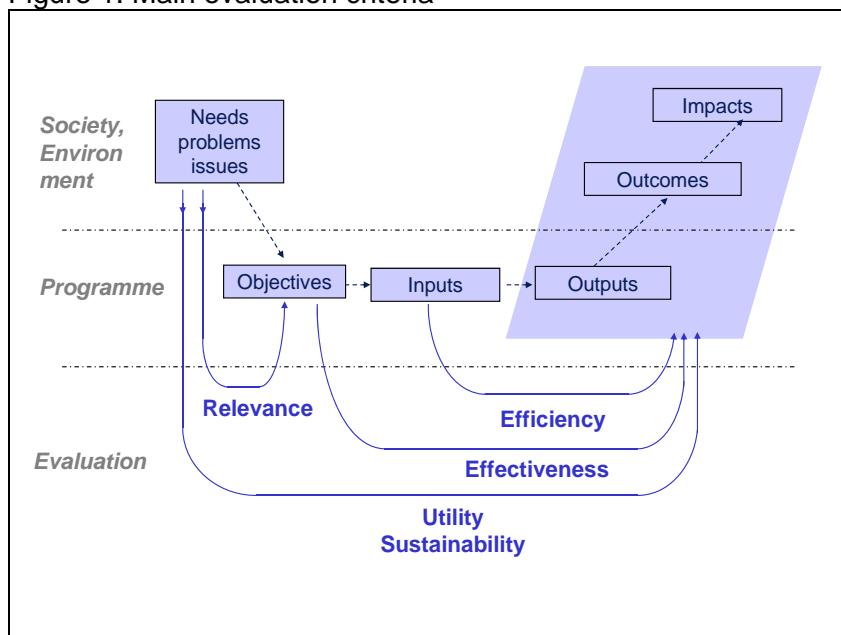 Figure 1: Main evaluation criteria
Society,
Environ
ment
Needs
problems
issues
Impacts
Outcomes
Programme
Objectives
Inputs
Outputs
Relevance
Efficiency
Evaluation
Effectiveness
Utility
Sustainability